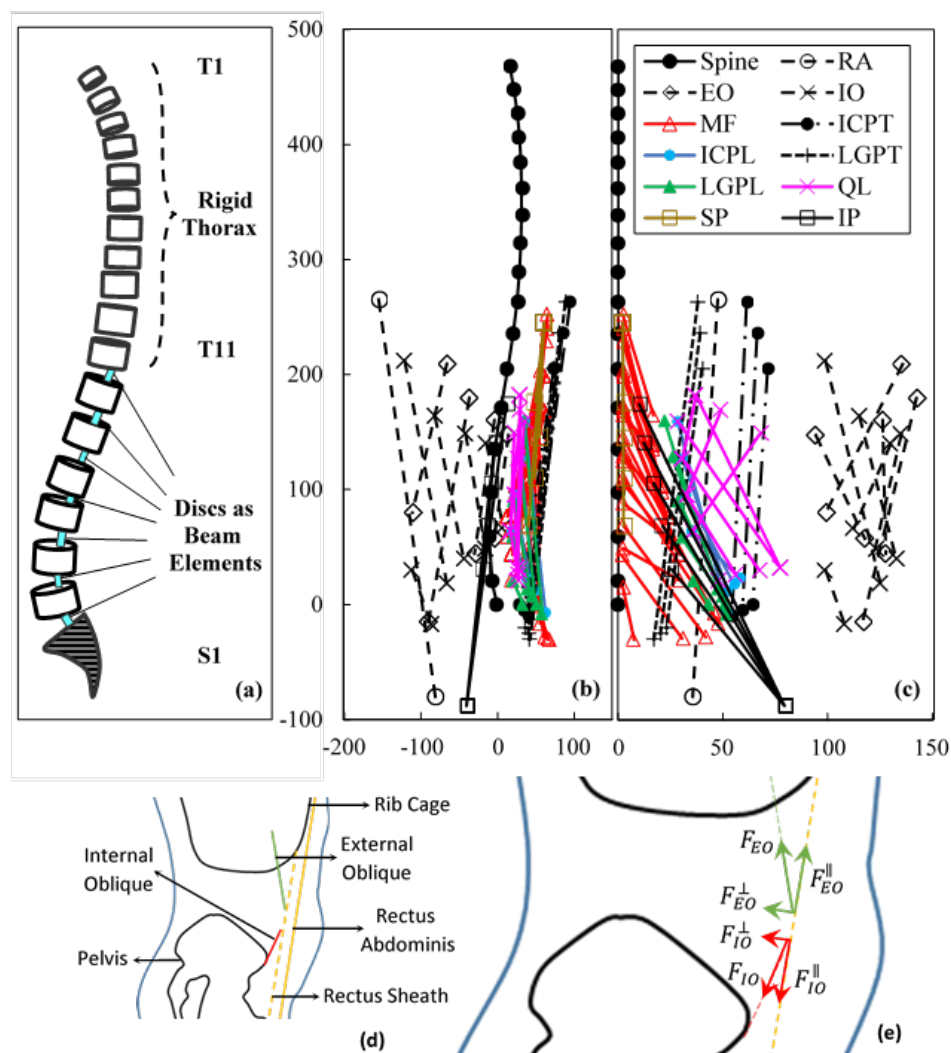 T1
Rigid
Thorax
T11
Discs as
Beam
Elements
S1
(a)
500
400
300
200
100
0
-100
-200 -100 0 100
(b)
Spine RA
EO IO
MF ICPT
ICPL LGPT
LGPL QL
SP IP
(c)
0 50 100 150
Rib Cage
Internal
Oblique
External
Oblique
Rectus
Abdominis
Pelvis
Rectus Sheath
(d)
F_EO
F_EO^∥
F_EO^⊥
F_IO^⊥
F_IO
F_IO^∥
(e)